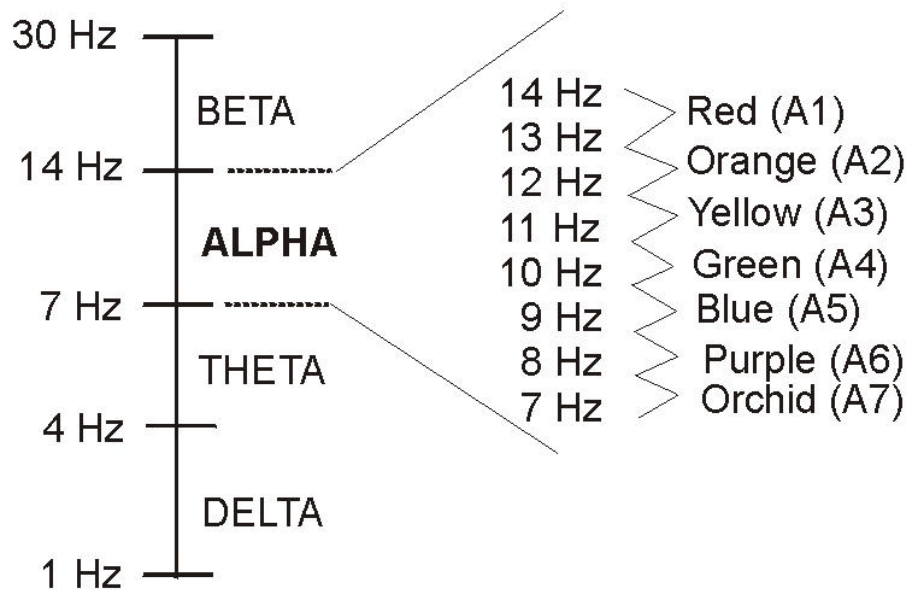 30 Hz
BETA
14 Hz
ALPHA
7 Hz
THETA
4 Hz
DELTA
1 Hz
14 Hz
Red (A1)
13 Hz
Orange (A2)
12 Hz
Yellow (A3)
11 Hz
Green (A4)
10 Hz
Blue (A5)
9 Hz
Purple (A6)
8 Hz
Orchid (A7)
7 Hz